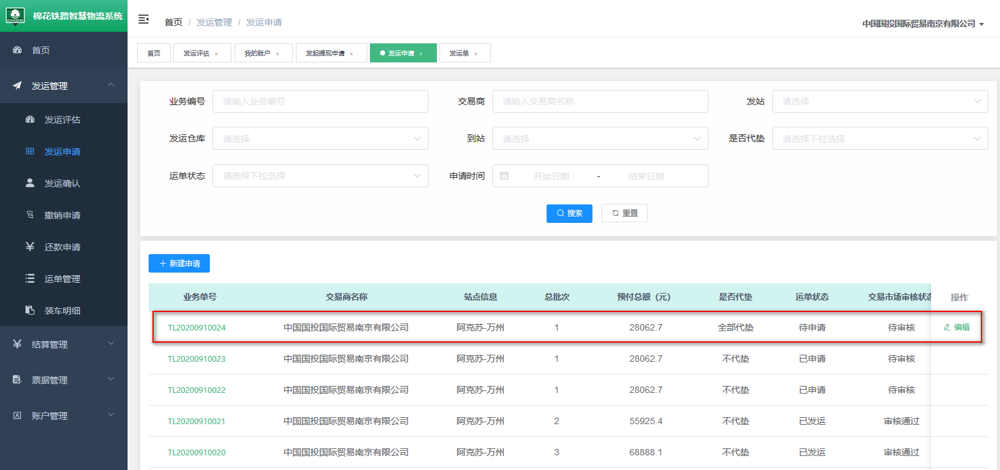 棉花铁路智慧物流系统
首页 / 发运管理 / 发运申请
中国国投国际贸易南京有限公司
首页 发运评估 × 我的账户 × 发起提现申请 × 发运申请 × 发运单 ×
首页
发运管理
发运评估
发运申请
发运确认
撤销申请
还款申请
运单管理
装车明细
结算管理
票据管理
账户管理
业务编号 请输入业务编号 交易商 请输入交易商名称 发站 请选择
发运仓库 请选择 到站 请选择 是否代垫 请选择下拉选择
运单状态 请选择下拉选择 申请时间 开始日期 - 结束日期
搜索 重置
新建申请
业务单号 交易商名称 站点信息 总批次 预付总额（元） 是否代垫 运单状态 交易市场审核状态 操作
TL20200910024 中国国投国际贸易南京有限公司 阿克苏-万州 1 28062.7 全部代垫 待申请 待审核 编辑
TL20200910023 中国国投国际贸易南京有限公司 阿克苏-万州 1 28062.7 不代垫 已申请 待审核
TL20200910022 中国国投国际贸易南京有限公司 阿克苏-万州 1 28062.7 不代垫 已申请 待审核
TL20200910021 中国国投国际贸易南京有限公司 阿克苏-万州 2 55925.4 不代垫 已发运 审核通过
TL20200910020 中国国投国际贸易南京有限公司 阿克苏-万州 3 68888.1 不代垫 已发运 审核通过